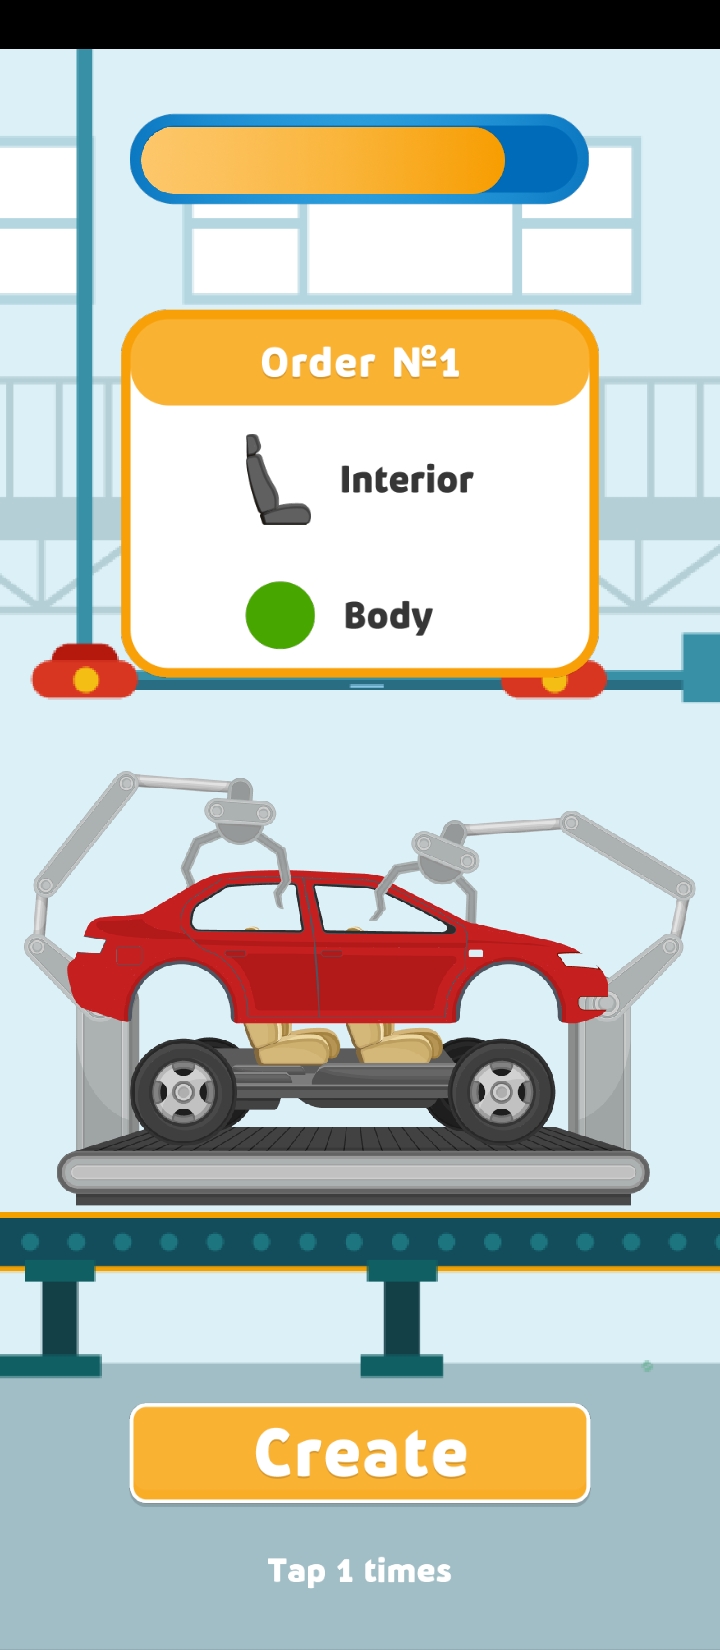 Order №1
Interior
Body
Create
Tap 1 times